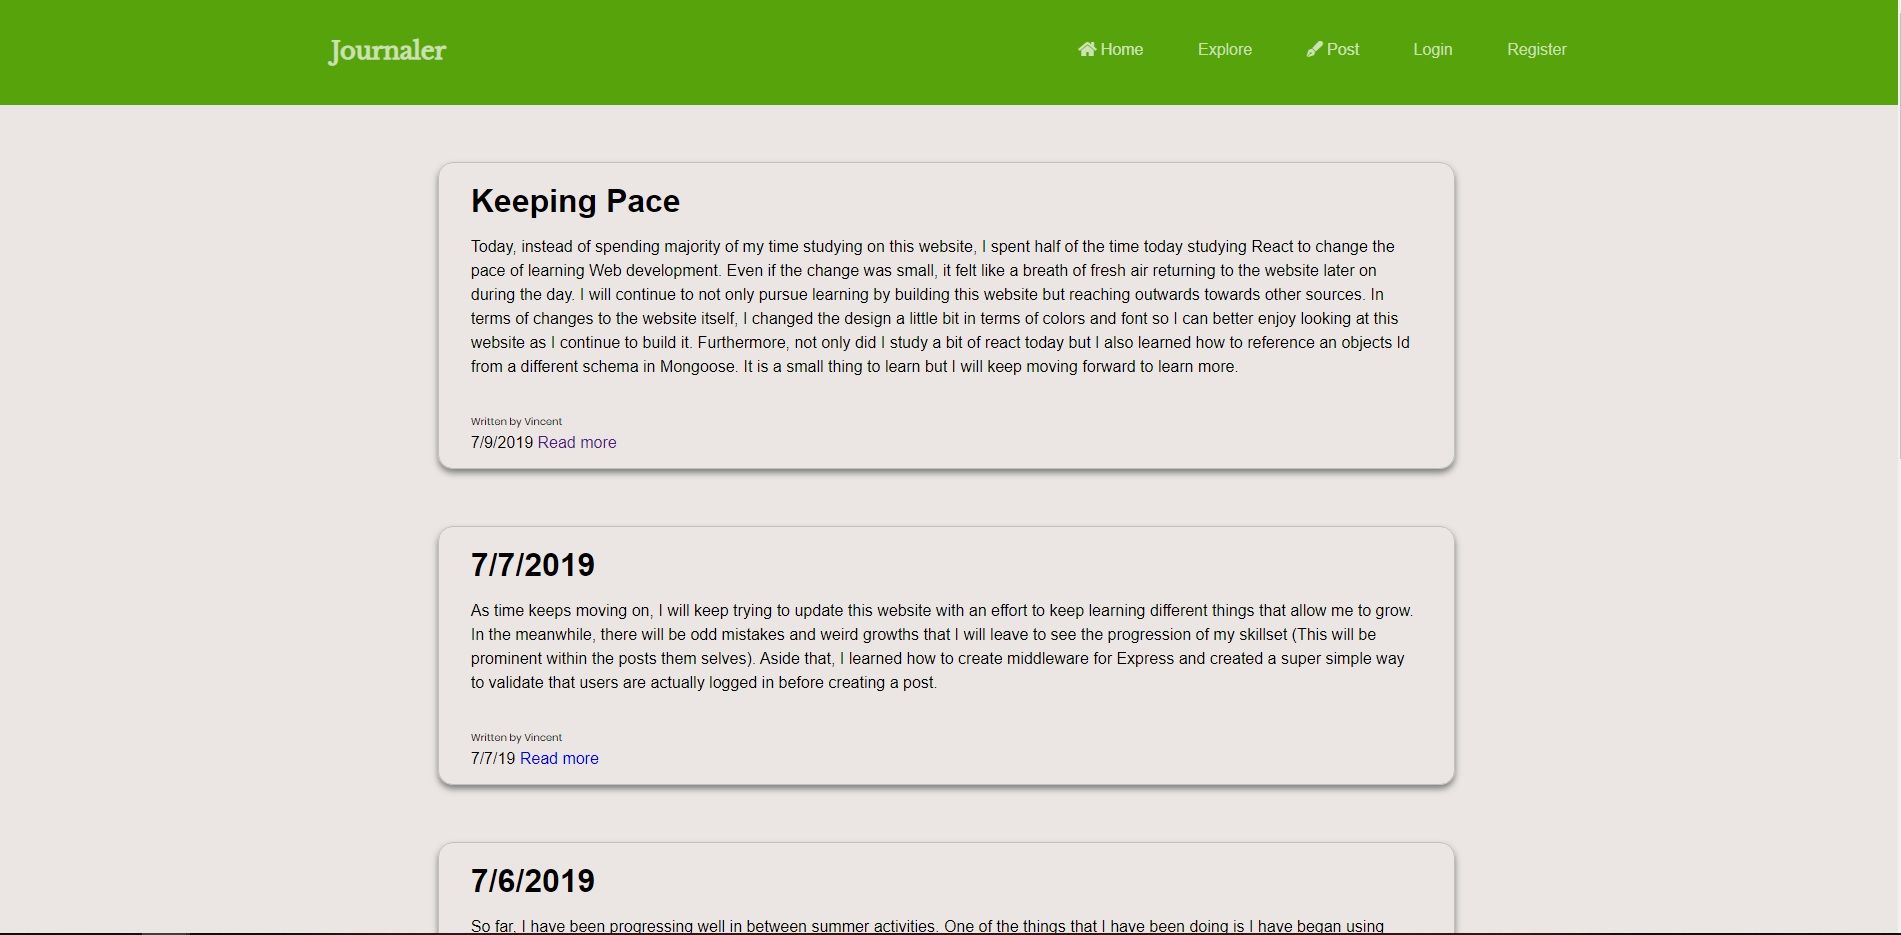 Journaler
Home Explore Post Login Register
Keeping Pace
Today, instead of spending majority of my time studying on this website, I spent half of the time today studying React to change the
pace of learning Web development. Even if the change was small, it felt like a breath of fresh air returning to the website later on
during the day. I will continue to not only pursue learning by building this website but reaching outwards towards other sources. In
terms of changes to the website itself, I changed the design a little bit in terms of colors and font so I can better enjoy looking at this
website as I continue to build it. Furthermore, not only did I study a bit of react today but I also learned how to reference an objects Id
from a different schema in Mongoose. It is a small thing to learn but I will keep moving forward to learn more.
Written by Vincent
7/9/2019 Read more
7/7/2019
As time keeps moving on, I will keep trying to update this website with an effort to keep learning different things that allow me to grow.
In the meanwhile, there will be odd mistakes and weird growths that I will leave to see the progression of my skillset (This will be
prominent within the posts them selves). Aside that, I learned how to create middleware for Express and created a super simple way
to validate that users are actually logged in before creating a post.
Written by Vincent
7/7/19 Read more
7/6/2019
So far, I have been progressing well in between summer activities. One of the things that I have been doing is I have began using